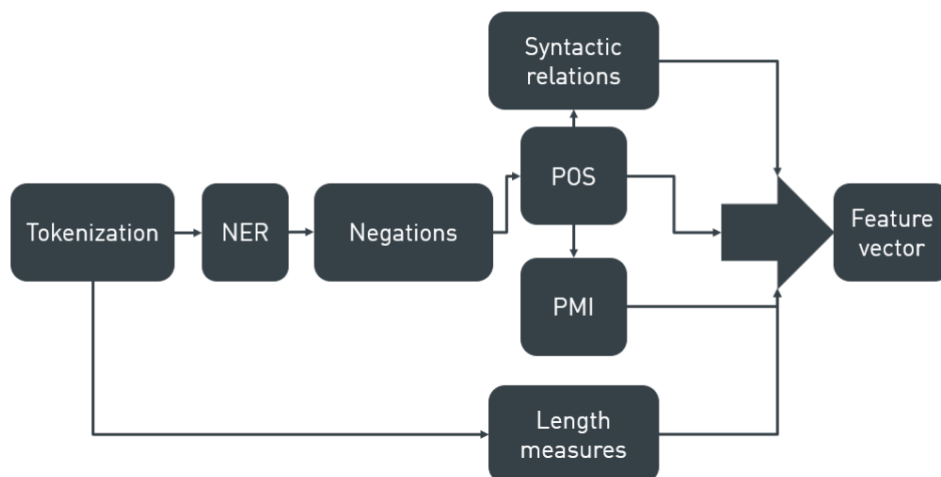 Syntactic
relations
POS
Tokenization
NER
Negations
Feature
vector
PMI
Length
measures